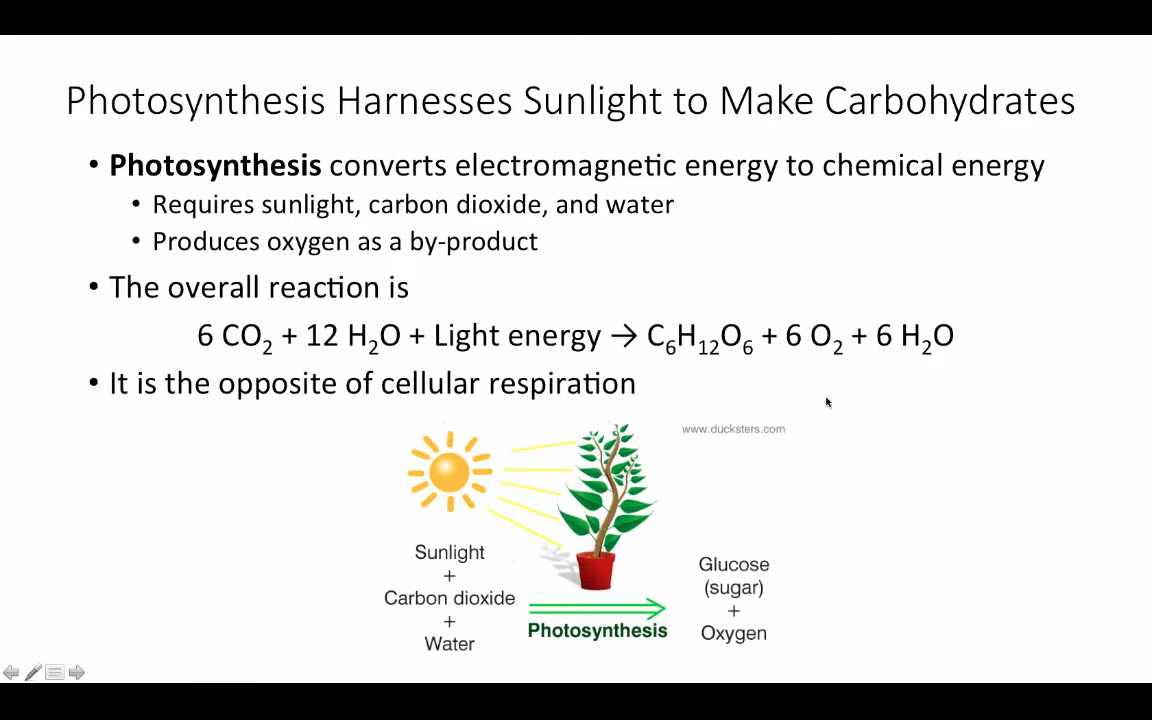 Photosynthesis Harnesses Sunlight to Make Carbohydrates
• Photosynthesis converts electromagnetic energy to chemical energy
• Requires sunlight, carbon dioxide, and water
• Produces oxygen as a by-product
• The overall reaction is
6 CO₂ + 12 H₂O + Light energy → C₆H₁₂O₆ + 6 O₂ + 6 H₂O
• It is the opposite of cellular respiration
www.ducksters.com
Sunlight
+
Carbon dioxide
+
Water
Photosynthesis
Glucose
(sugar)
+
Oxygen